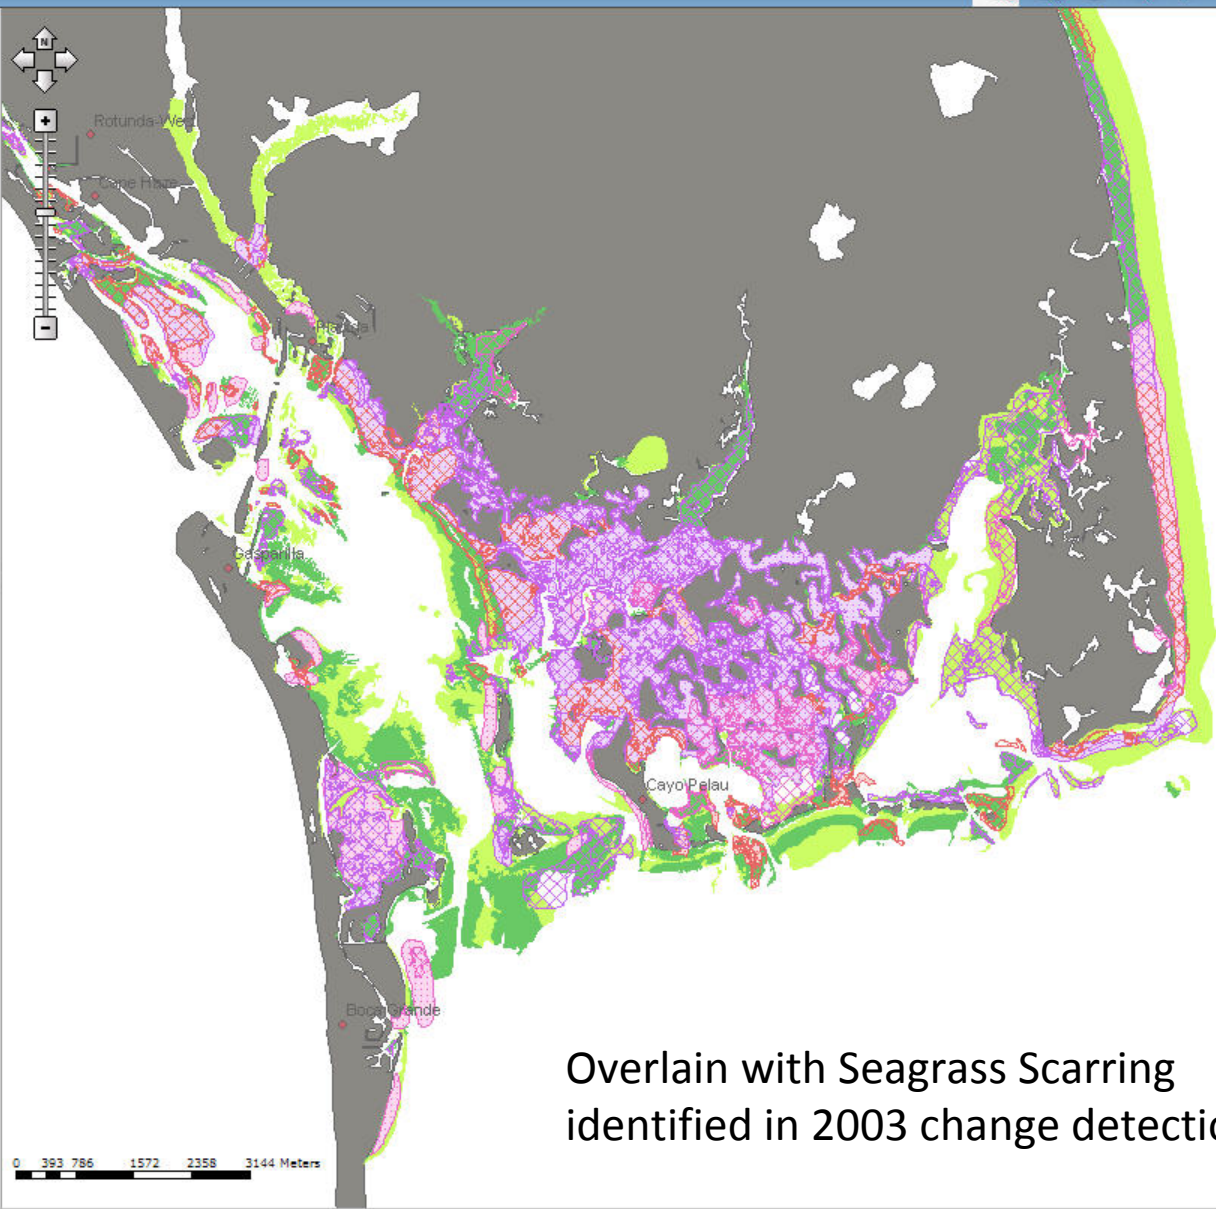 N
Rotunda-West
+
Cape Haze
-
Placida
Gasparilla
Cayo Pelau
Boca Grande
Overlain with Seagrass Scarring
identified in 2003 change detectio
0 393 786 1572 2358 3144 Meters